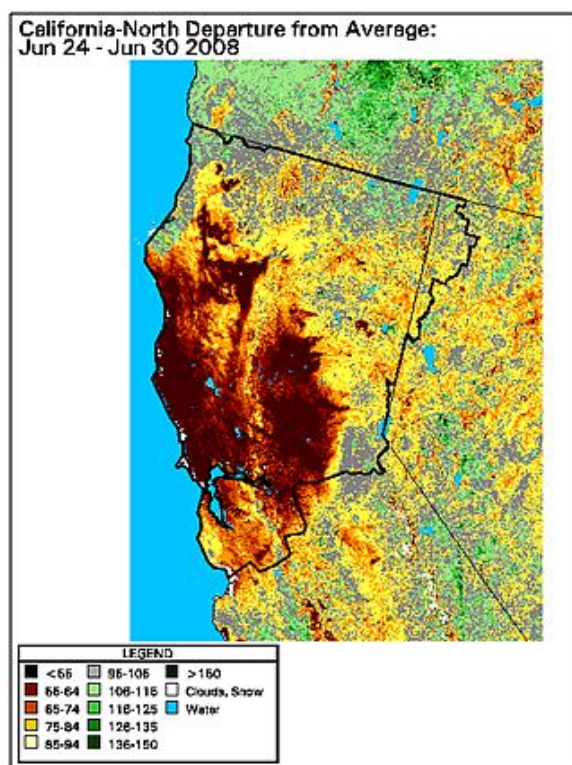 California-North Departure from Average:
Jun 24 - Jun 30 2008
LEGEND
<55 95-105 >150
55-64 106-115 Clouds, Snow
65-74 116-125 Water
75-84 126-135
85-94 136-150